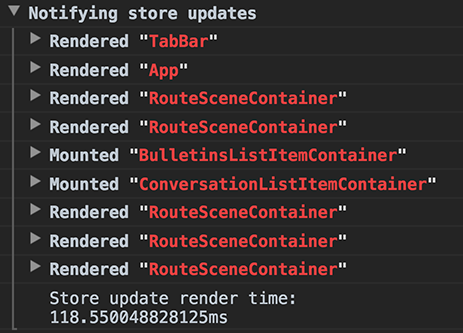 Notifying store updates
Rendered "TabBar"
Rendered "App"
Rendered "RouteSceneContainer"
Rendered "RouteSceneContainer"
Mounted "BulletinsListItemContainer"
Mounted "ConversationListItemContainer"
Rendered "RouteSceneContainer"
Rendered "RouteSceneContainer"
Rendered "RouteSceneContainer"
Store update render time:
118.550048828125ms